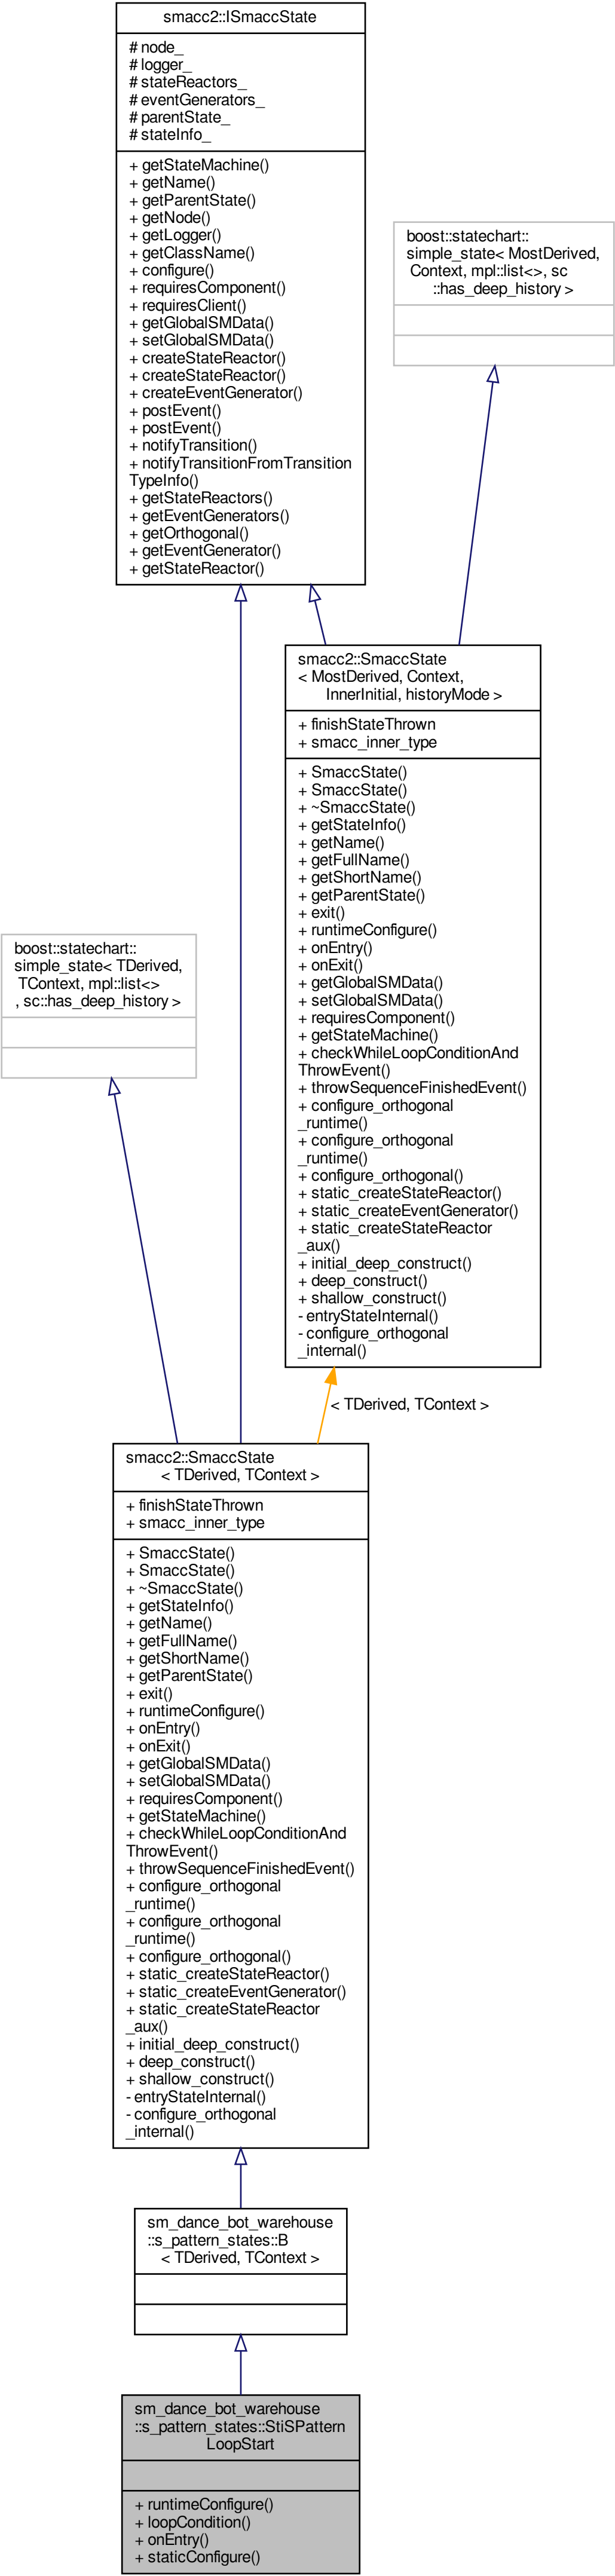 smacc2::ISmaccState
# node_
# logger_
# stateReactors_
# eventGenerators_
# parentState_
# stateInfo_
+ getStateMachine()
+ getName()
+ getParentState()
+ getNode()
+ getLogger()
+ getClassName()
+ configure()
+ requiresComponent()
+ requiresClient()
+ getGlobalSMData()
+ setGlobalSMData()
+ createStateReactor()
+ createStateReactor()
+ createEventGenerator()
+ postEvent()
+ postEvent()
+ notifyTransition()
+ notifyTransitionFromTransition
TypeInfo()
+ getStateReactors()
+ getEventGenerators()
+ getOrthogonal()
+ getEventGenerator()
+ getStateReactor()
boost::statechart::
simple_state< MostDerived,
Context, mpl::list<>, sc
::has_deep_history >
smacc2::SmaccState
< MostDerived, Context,
InnerInitial, historyMode >
+ finishStateThrown
+ smacc_inner_type
+ SmaccState()
+ SmaccState()
+ ~SmaccState()
+ getStateInfo()
+ getName()
+ getFullName()
+ getShortName()
+ getParentState()
+ exit()
+ runtimeConfigure()
+ onEntry()
+ onExit()
+ getGlobalSMData()
+ setGlobalSMData()
+ requiresComponent()
+ getStateMachine()
+ checkWhileLoopConditionAnd
ThrowEvent()
+ throwSequenceFinishedEvent()
+ configure_orthogonal
_runtime()
+ configure_orthogonal
_runtime()
+ configure_orthogonal()
+ static_createStateReactor()
+ static_createEventGenerator()
+ static_createStateReactor
_aux()
+ initial_deep_construct()
+ deep_construct()
+ shallow_construct()
- entryStateInternal()
- configure_orthogonal
_internal()
boost::statechart::
simple_state< TDerived,
TContext, mpl::list<>
, sc::has_deep_history >
< TDerived, TContext >
smacc2::SmaccState
< TDerived, TContext >
+ finishStateThrown
+ smacc_inner_type
+ SmaccState()
+ SmaccState()
+ ~SmaccState()
+ getStateInfo()
+ getName()
+ getFullName()
+ getShortName()
+ getParentState()
+ exit()
+ runtimeConfigure()
+ onEntry()
+ onExit()
+ getGlobalSMData()
+ setGlobalSMData()
+ requiresComponent()
+ getStateMachine()
+ checkWhileLoopConditionAnd
ThrowEvent()
+ throwSequenceFinishedEvent()
+ configure_orthogonal
_runtime()
+ configure_orthogonal
_runtime()
+ configure_orthogonal()
+ static_createStateReactor()
+ static_createEventGenerator()
+ static_createStateReactor
_aux()
+ initial_deep_construct()
+ deep_construct()
+ shallow_construct()
- entryStateInternal()
- configure_orthogonal
_internal()
sm_dance_bot_warehouse
::s_pattern_states::B
< TDerived, TContext >
sm_dance_bot_warehouse
::s_pattern_states::StiSPattern
LoopStart
+ runtimeConfigure()
+ loopCondition()
+ onEntry()
+ staticConfigure()